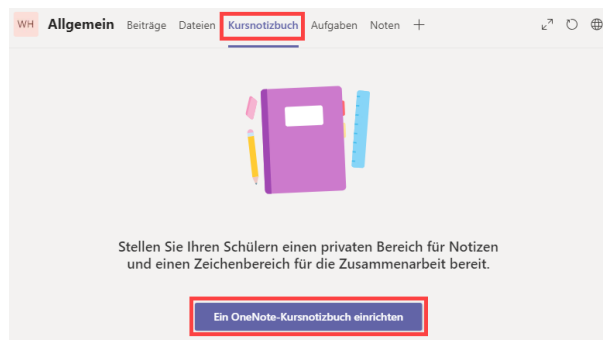 WH Allgemein Beiträge Dateien Kursnotizbuch Aufgaben Noten
Stellen Sie Ihren Schülern einen privaten Bereich für Notizen
und einen Zeichenbereich für die Zusammenarbeit bereit.
Ein OneNote-Kursnotizbuch einrichten